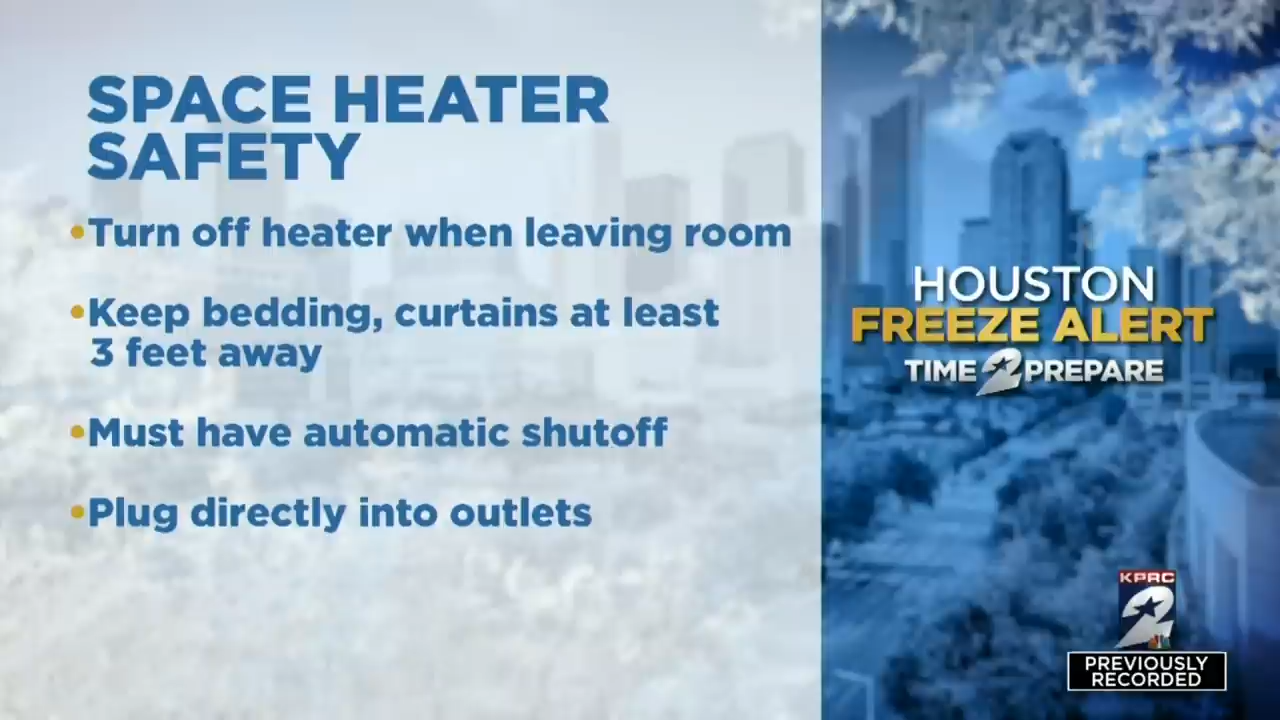 SPACE HEATER
SAFETY
•Turn off heater when leaving room
•Keep bedding, curtains at least
3 feet away
•Must have automatic shutoff
•Plug directly into outlets
HOUSTON
FREEZE ALERT
TIME 2 PREPARE
KPRC
2
PREVIOUSLY
RECORDED